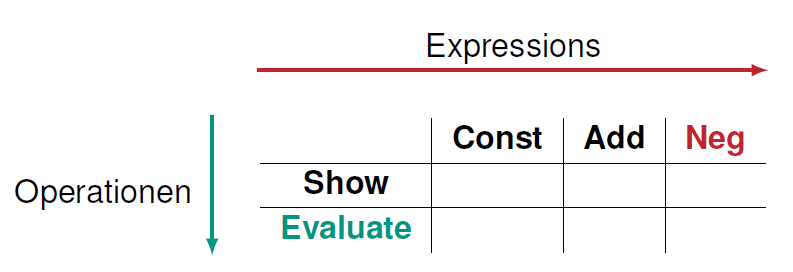 Expressions
Const Add Neg
Show
Operationen
Evaluate